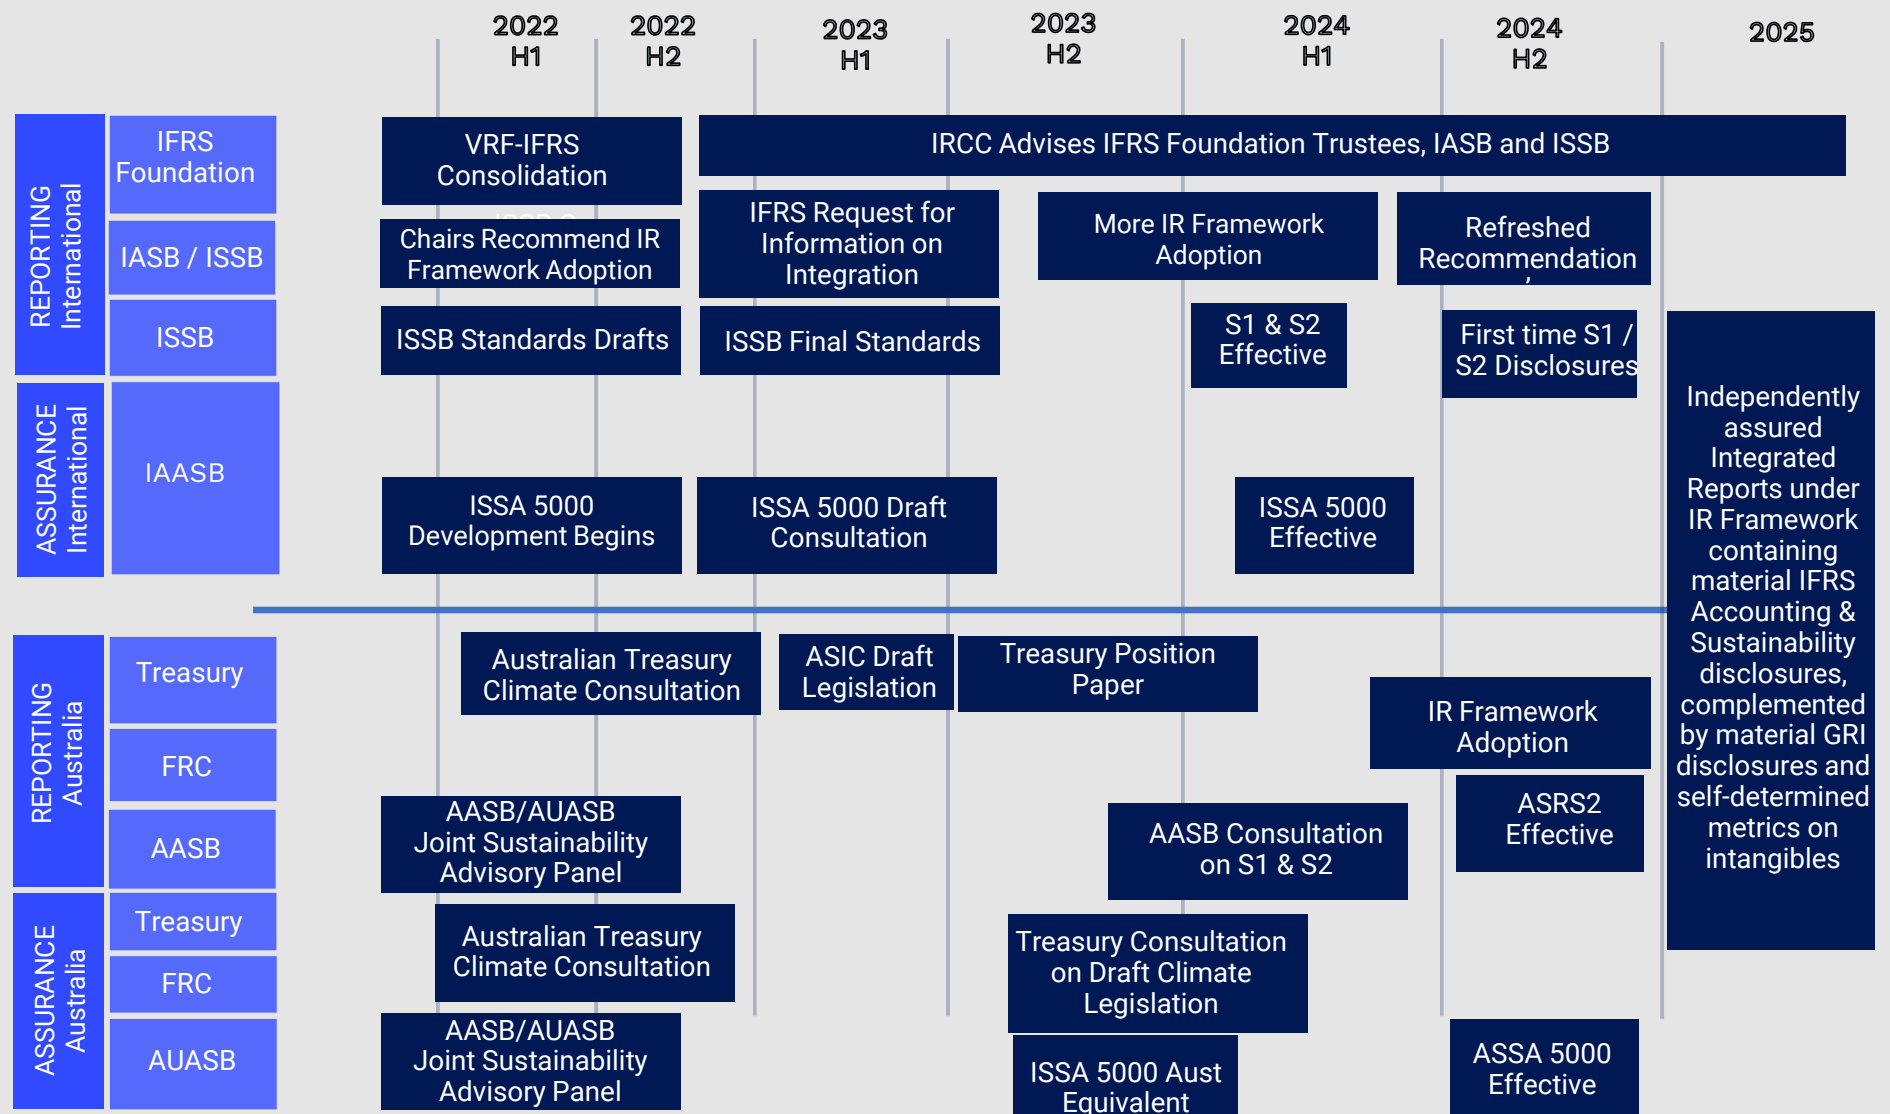 2022
H1
2022
H2
2023
H1
2023
H2
2024
H1
2024
H2
2025
REPORTING
International
IFRS
Foundation
VRF-IFRS
Consolidation
IRCC Advises IFRS Foundation Trustees, IASB and ISSB
IASB / ISSB
Chairs Recommend IR
Framework Adoption
IFRS Request for
Information on
Integration
More IR Framework
Adoption
Refreshed
Recommendation
,
ISSB
ISSB Standards Drafts
ISSB Final Standards
S1 & S2
Effective
First time S1 /
S2 Disclosures
ASSURANCE
International
IAASB
ISSA 5000
Development Begins
ISSA 5000 Draft
Consultation
ISSA 5000
Effective
Independently
assured
Integrated
Reports under
IR Framework
containing
material IFRS
Accounting &
Sustainability
disclosures,
complemented
by material GRI
disclosures and
self-determined
metrics on
intangibles
REPORTING
Australia
Treasury
Australian Treasury
Climate Consultation
ASIC Draft
Legislation
Treasury Position
Paper
IR Framework
Adoption
FRC
AASB
AASB/AUASB
Joint Sustainability
Advisory Panel
AASB Consultation
on S1 & S2
ASRS2
Effective
ASSURANCE
Australia
Treasury
Australian Treasury
Climate Consultation
Treasury Consultation
on Draft Climate
Legislation
FRC
AUASB
AASB/AUASB
Joint Sustainability
Advisory Panel
ISSA 5000 Aust
Equivalent
ASSA 5000
Effective